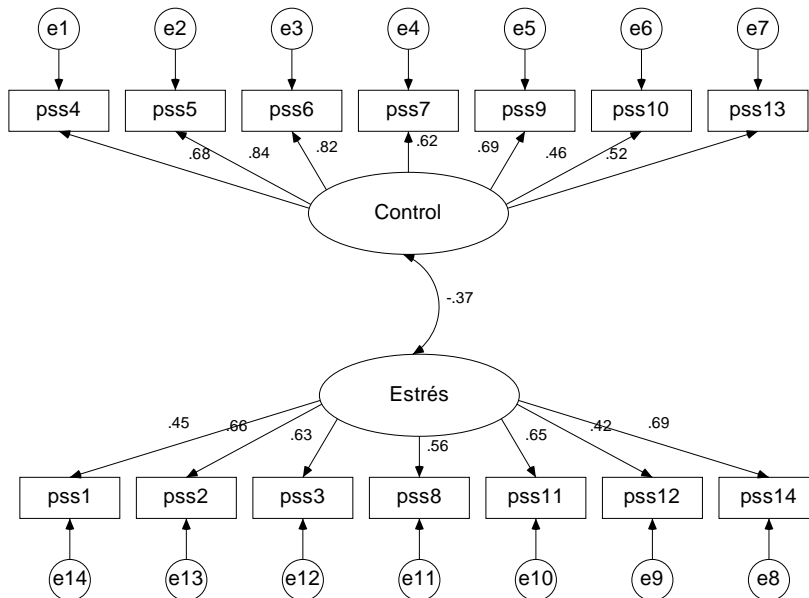 e1 e2 e3 e4 e5 e6 e7
pss4 pss5 pss6 pss7 pss9 pss10 pss13
.68 .84 .82 .62 .69 .46 .52
Control
-.37
Estrés
.45 .66 .63 .56 .65 .42 .69
pss1 pss2 pss3 pss8 pss11 pss12 pss14
e14 e13 e12 e11 e10 e9 e8